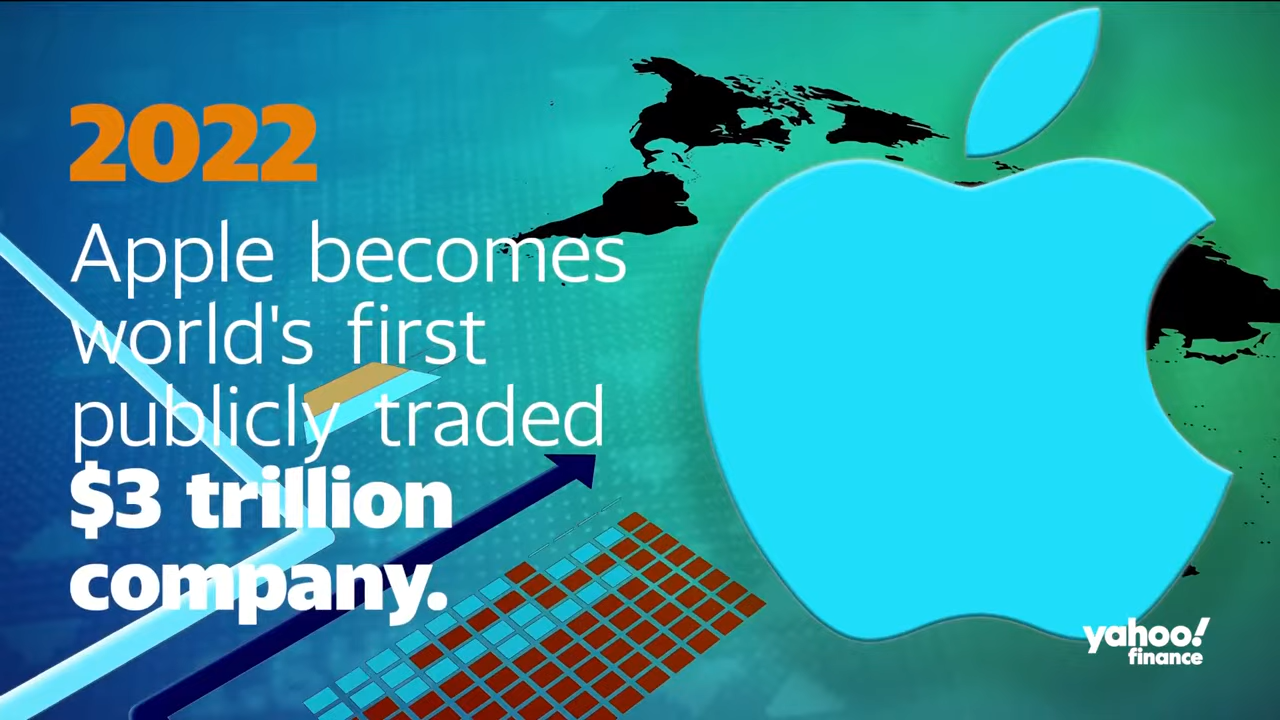 2022
Apple becomes
world's first
publicly traded
$3 trillion
company.
yahoo!
finance